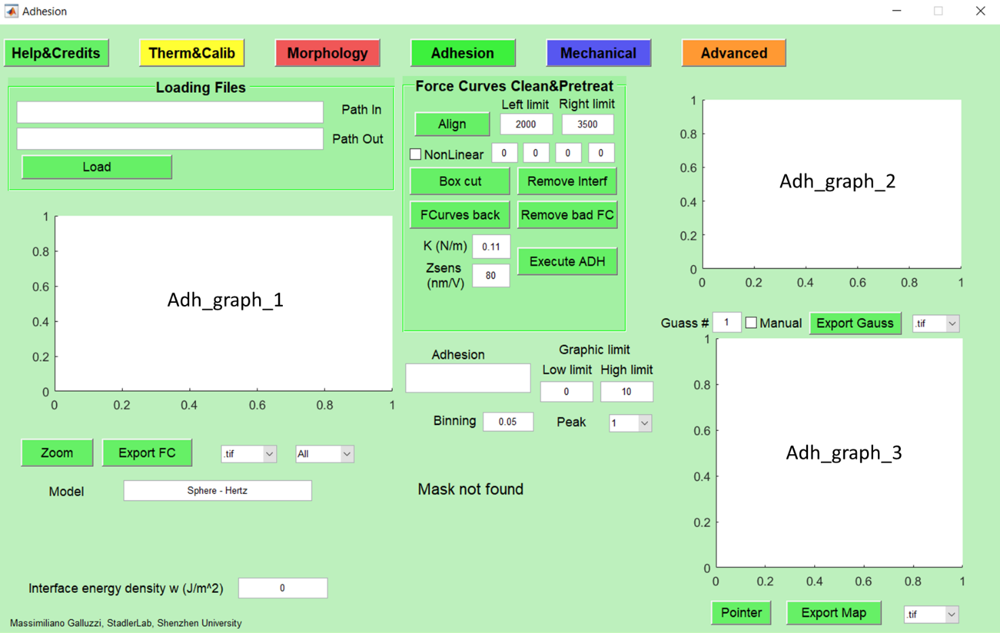 Adhesion
Help&Credits Therm&Calib Morphology Adhesion Mechanical Advanced
Loading Files
Path In
Path Out
Load
Force Curves Clean&Pretreat
Left limit Right limit
Align 2000 3500
NonLinear 0 0 0 0
Box cut Remove Interf
FCurves back Remove bad FC
K (N/m) 0.11
Zsens
(nm/V) 80
Execute ADH
1
0.8
0.6
0.4
0.2
0
0 0.2 0.4 0.6 0.8 1
Adh_graph_2
Guass # 1 Manual Export Gauss .tif
1
0.8
0.6
0.4
0.2
0
0 0.2 0.4 0.6 0.8 1
Adh_graph_1
Adhesion
Graphic limit
Low limit High limit
0 10
Binning 0.05 Peak 1
1
0.8
0.6
0.4
0.2
0
0 0.2 0.4 0.6 0.8 1
Adh_graph_3
Zoom Export FC .tif All
Model Sphere - Hertz
Mask not found
Interface energy density w (J/m^2) 0
Pointer Export Map .tif
Massimiliano Galluzzi, StadlerLab, Shenzhen University